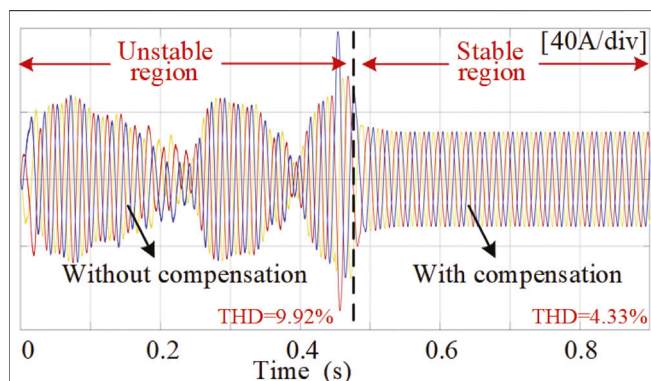 Unstable region
Stable region
[40A/div]
Without compensation
With compensation
THD=9.92%
THD=4.33%
0 0.2 0.4 0.6 0.8
Time (s)